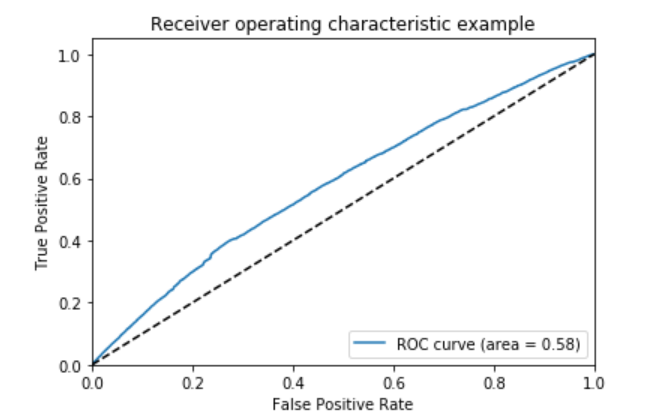 Receiver operating characteristic example
True Positive Rate
1.0
0.8
0.6
0.4
0.2
0.0
ROC curve (area = 0.58)
0.0 0.2 0.4 0.6 0.8 1.0
False Positive Rate